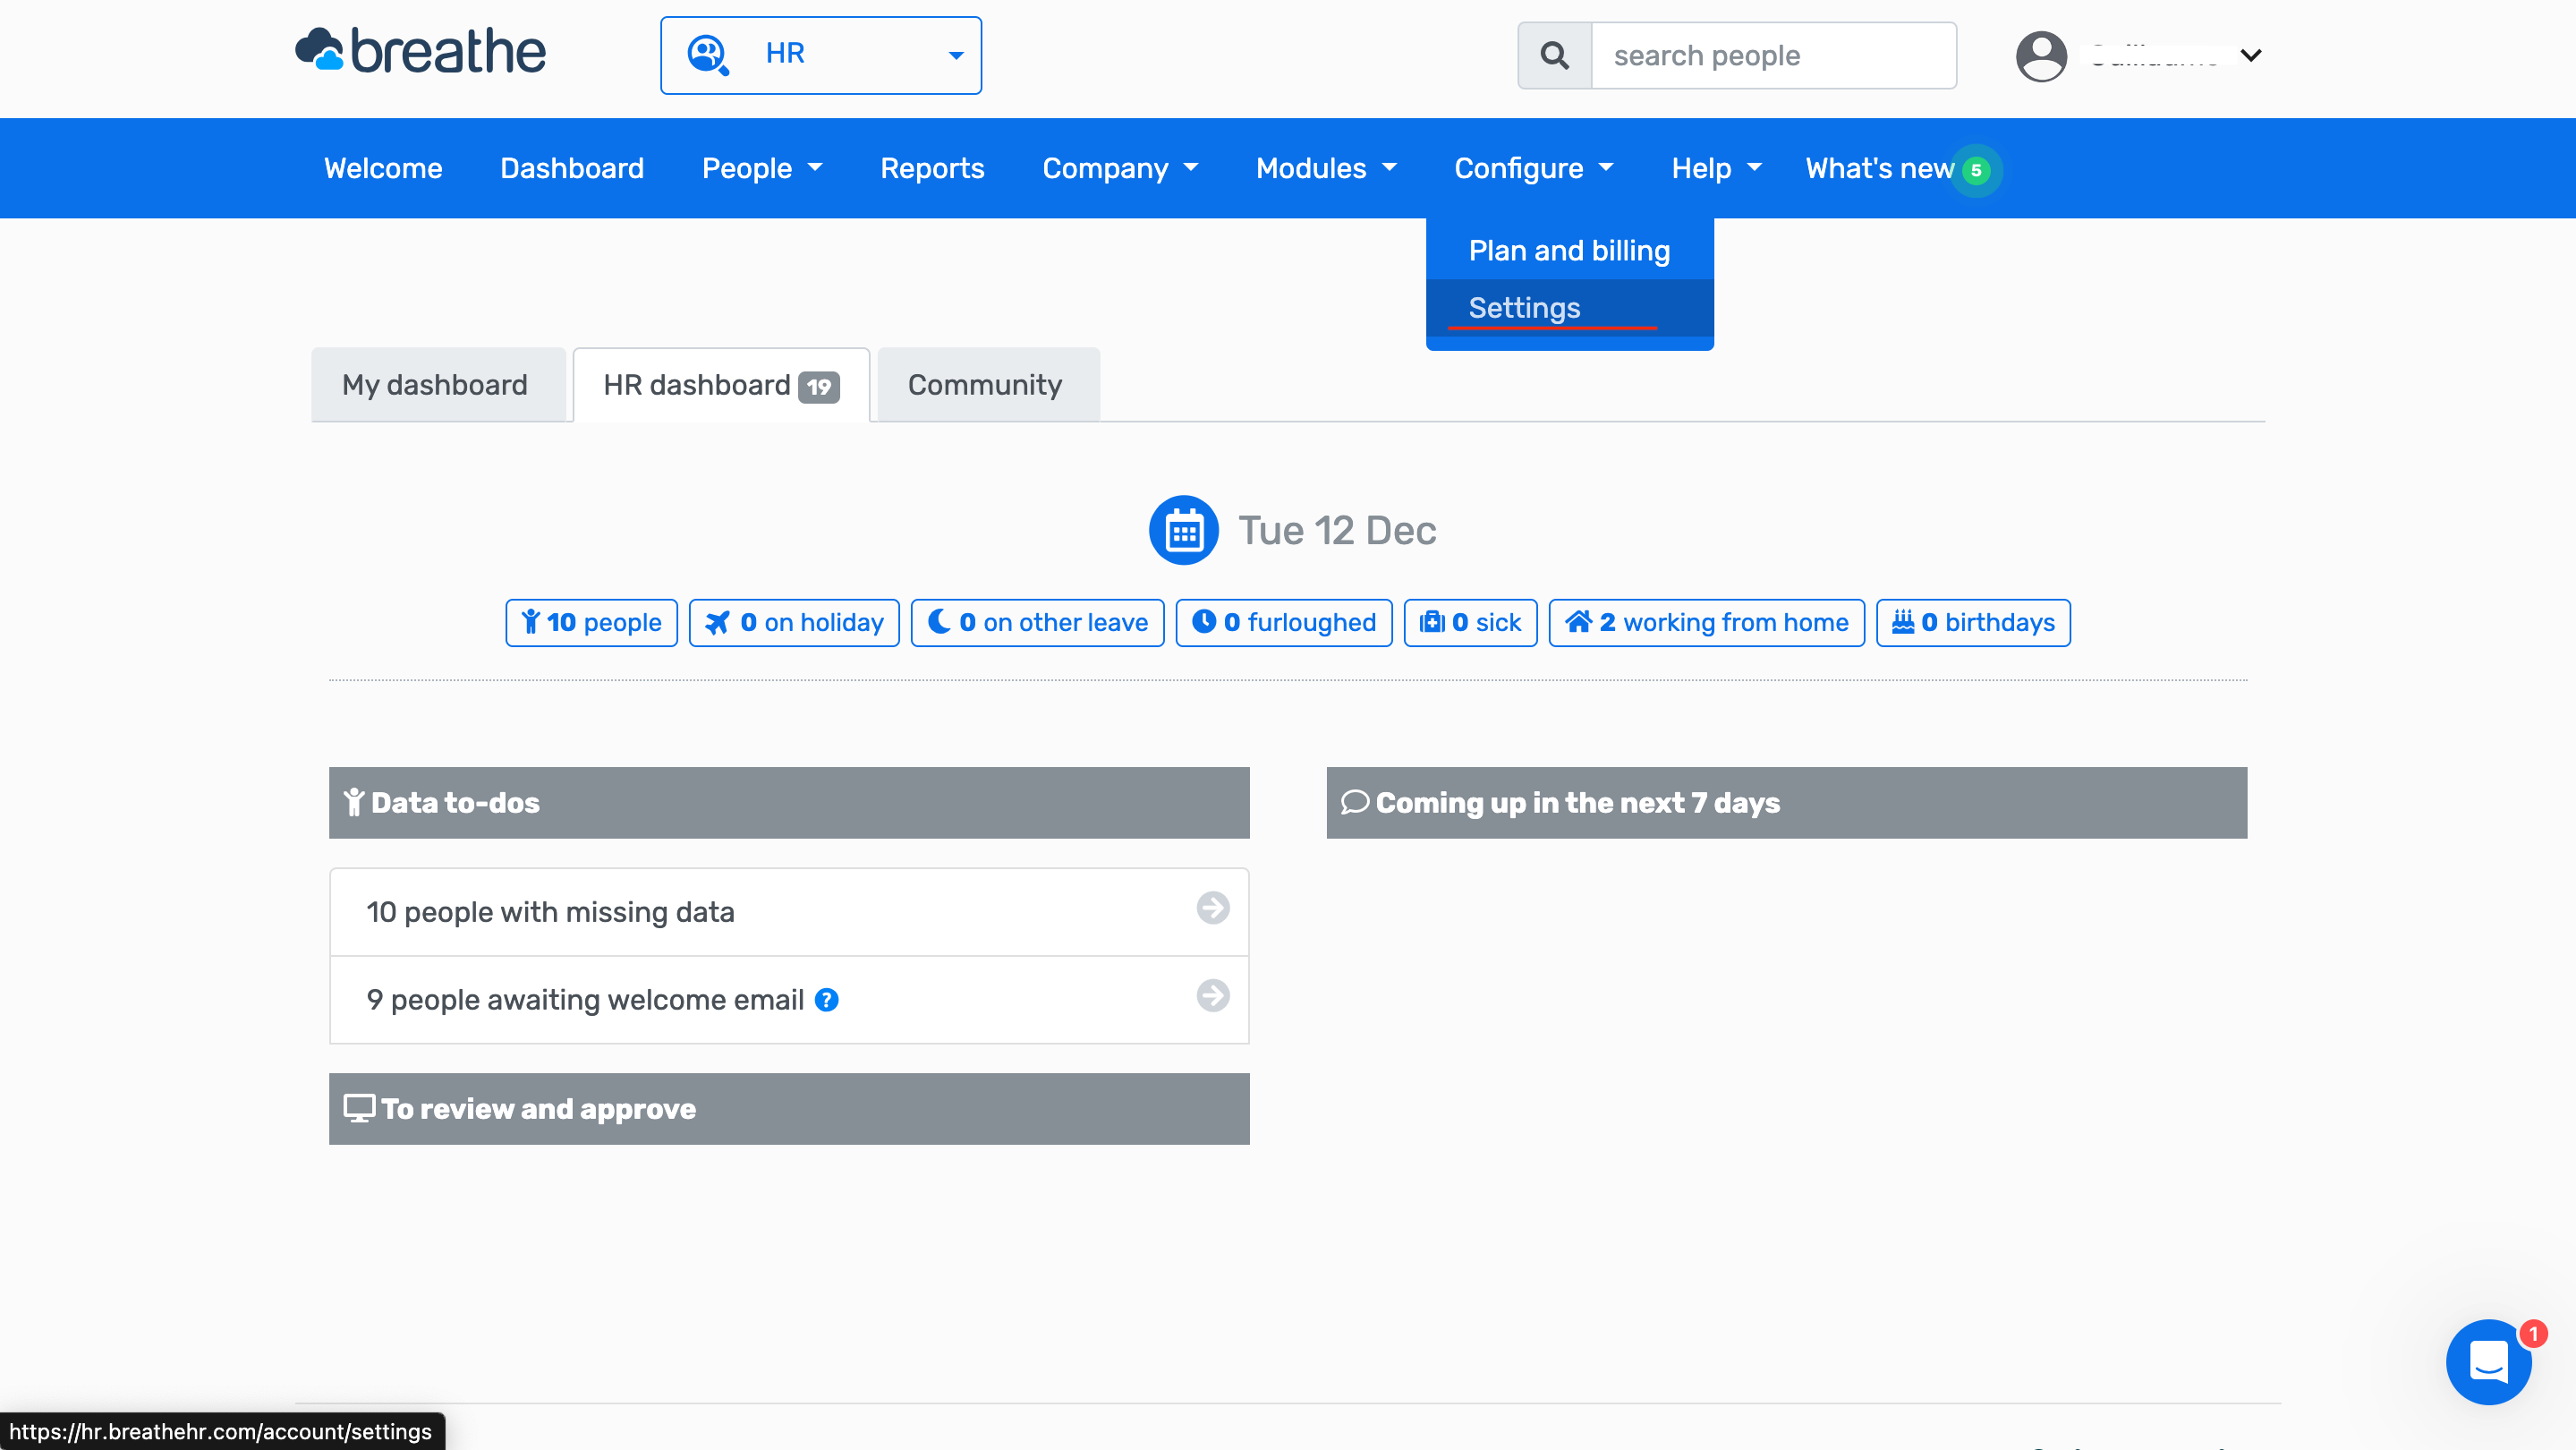 breathe
HR
search people
Welcome Dashboard People Reports Company Modules Configure Help What's new 5
Plan and billing
Settings
My dashboard HR dashboard 19 Community
Tue 12 Dec
10 people 0 on holiday 0 on other leave 0 furloughed 0 sick 2 working from home 0 birthdays
Data to-dos
Coming up in the next 7 days
10 people with missing data
9 people awaiting welcome email ?
To review and approve
1
https://hr.breathehr.com/account/settings